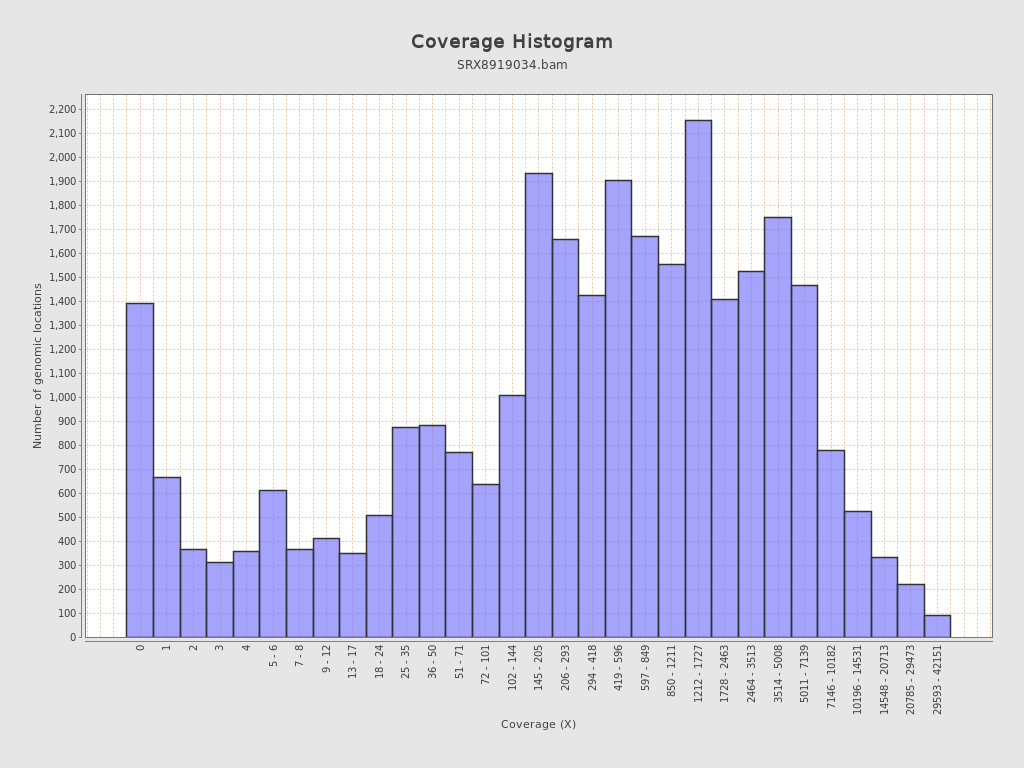 Coverage Histogram
SRX8919034.bam
Number of genomic locations
2,200
2,100
2,000
1,900
1,800
1,700
1,600
1,500
1,400
1,300
1,200
1,100
1,000
900
800
700
600
500
400
300
200
100
0
0
1
2
3
4
5 - 6
7 - 8
9 - 12
13 - 17
18 - 24
25 - 35
36 - 50
51 - 71
72 - 101
102 - 144
145 - 205
206 - 293
294 - 418
419 - 596
597 - 849
850 - 1211
1212 - 1727
1728 - 2463
2464 - 3513
3514 - 5008
5011 - 7139
7146 - 10182
10196 - 14531
14548 - 20713
20785 - 29473
29593 - 42151
Coverage (X)